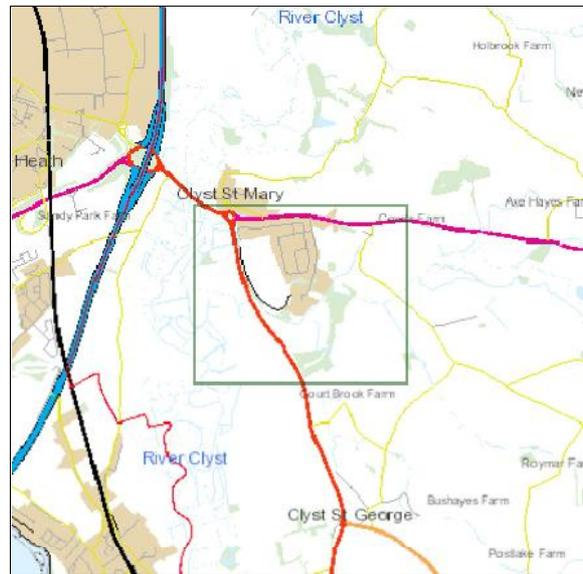 River Clyst
Holbrook Farm
Heath
Clyst St Mary
Sandy Park Farm
Axe Hayes Farm
River Clyst
Court Brook Farm
Roymar
Bushayes Farm
Clyst St. George
Postlake Farm